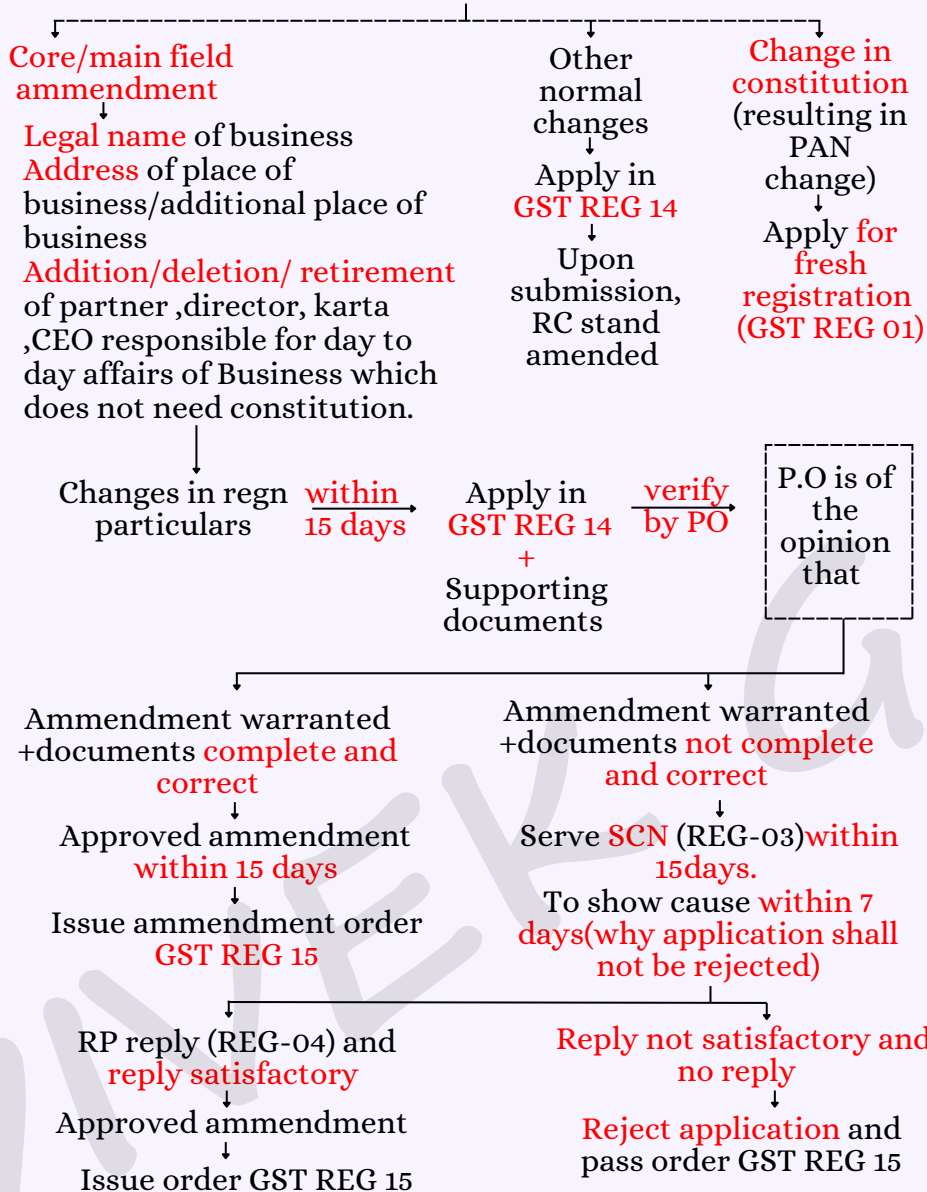 Core/main field
ammendment
Legal name of business
Address of place of
business/additional place of
business
Addition/deletion/ retirement
of partner ,director, karta
,CEO responsible for day to
day affairs of Business which
does not need constitution.
Other
normal
changes
Apply in
GST REG 14
Upon
submission,
RC stand
amended
Change in
constitution
(resulting in
PAN
change)
Apply for
fresh
registration
(GST REG 01)
Changes in regn
particulars
within
15 days
Apply in
GST REG 14
+
Supporting
documents
verify
by PO
P.O is of
the
opinion
that
Ammendment warranted
+documents complete and
correct
Approved ammendment
within 15 days
Issue ammendment order
GST REG 15
Ammendment warranted
+documents not complete
and correct
Serve SCN (REG-03)within
15days.
To show cause within 7
days(why application shall
not be rejected)
RP reply (REG-04) and
reply satisfactory
Approved ammendment
Issue order GST REG 15
Reply not satisfactory and
no reply
Reject application and
pass order GST REG 15
VIVEK G